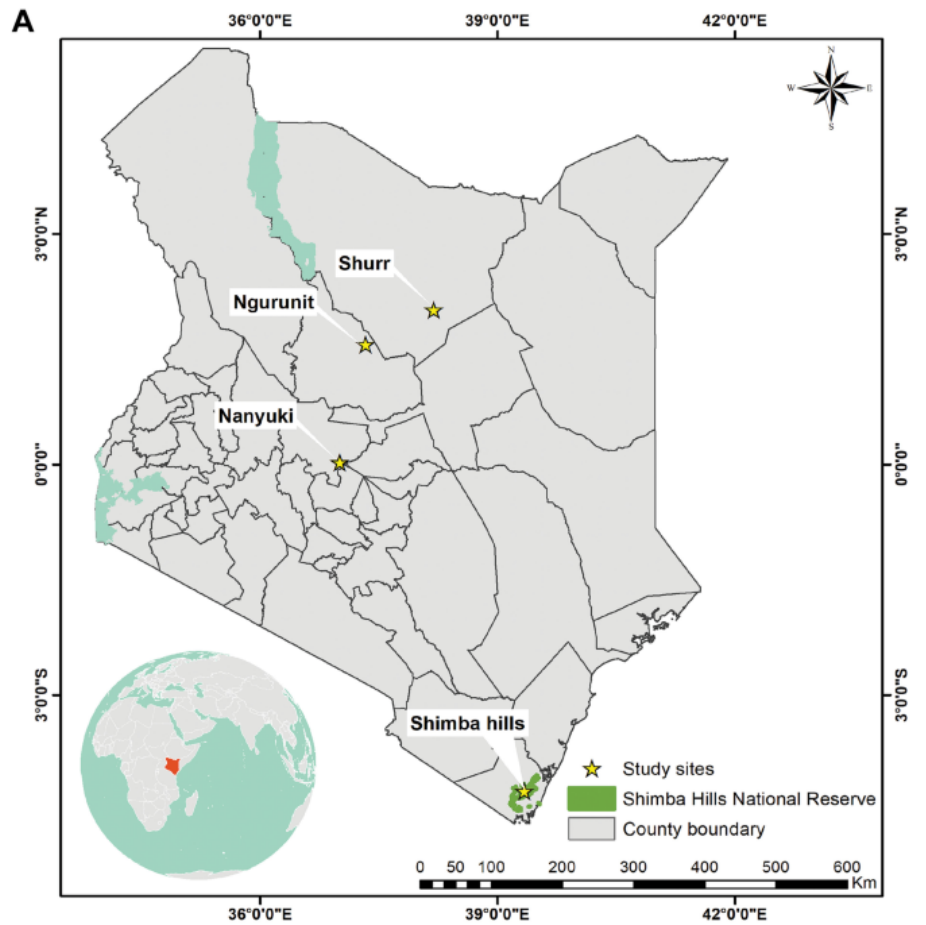 A
36°0'0"E 39°0'0"E 42°0'0"E
N
W E
S
3°0'0"N 3°0'0"N
Shurr
Ngurunit
Nanyuki
0°0'0" 0°0'0"
3°0'0"S 3°0'0"S
Shimba hills
Study sites
Shimba Hills National Reserve
County boundary
0 50 100 200 300 400 500 600
Km
36°0'0"E 39°0'0"E 42°0'0"E